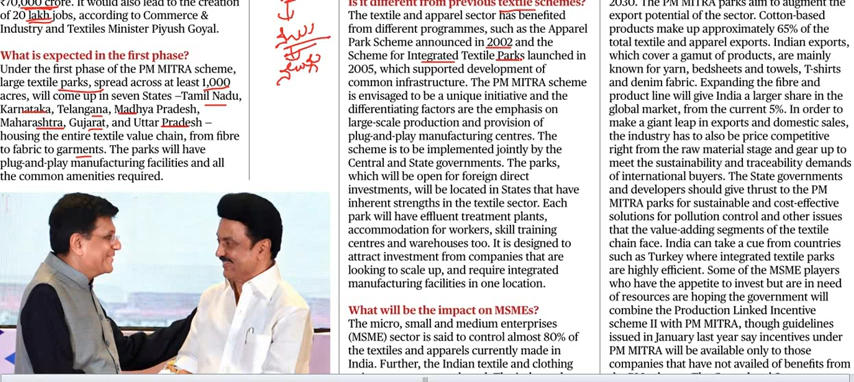 ₹70,000 crore. It would also lead to the creation
of 20 lakh jobs, according to Commerce &
Industry and Textiles Minister Piyush Goyal.
What is expected in the first phase?
Under the first phase of the PM MITRA scheme,
large textile parks, spread across at least 1,000
acres, will come up in seven States —Tamil Nadu,
Karnataka, Telangana, Madhya Pradesh,
Maharashtra, Gujarat, and Uttar Pradesh —
housing the entire textile value chain, from fibre
to fabric to garments. The parks will have
plug-and-play manufacturing facilities and all
the common amenities required.
Is it different from previous textile schemes?
The textile and apparel sector has benefited
from different programmes, such as the Apparel
Park Scheme announced in 2002 and the
Scheme for Integrated Textile Parks launched in
2005, which supported development of
common infrastructure. The PM MITRA scheme
is envisaged to be a unique initiative and the
differentiating factors are the emphasis on
large-scale production and provision of
plug-and-play manufacturing centres. The
scheme is to be implemented jointly by the
Central and State governments. The parks,
which will be open for foreign direct
investments, will be located in States that have
inherent strengths in the textile sector. Each
park will have effluent treatment plants,
accommodation for workers, skill training
centres and warehouses too. It is designed to
attract investment from companies that are
looking to scale up, and require integrated
manufacturing facilities in one location.
What will be the impact on MSMEs?
The micro, small and medium enterprises
(MSME) sector is said to control almost 80% of
the textiles and apparels currently made in
India. Further, the Indian textile and clothing
2030. The PM MITRA parks aim to augment the
export potential of the sector. Cotton-based
products make up approximately 65% of the
total textile and apparel exports. Indian exports,
which cover a gamut of products, are mainly
known for yarn, bedsheets and towels, T-shirts
and denim fabric. Expanding the fibre and
product line will give India a larger share in the
global market, from the current 5%. In order to
make a giant leap in exports and domestic sales,
the industry has to also be price competitive
right from the raw material stage and gear up to
meet the sustainability and traceability demands
of international buyers. The State governments
and developers should give thrust to the PM
MITRA parks for sustainable and cost-effective
solutions for pollution control and other issues
that the value-adding segments of the textile
chain face. India can take a cue from countries
such as Turkey where integrated textile parks
are highly efficient. Some of the MSME players
who have the appetite to invest but are in need
of resources are hoping the government will
combine the Production Linked Incentive
scheme II with PM MITRA, though guidelines
issued in January last year say incentives under
PM MITRA will be available only to those
companies that have not availed of benefits from